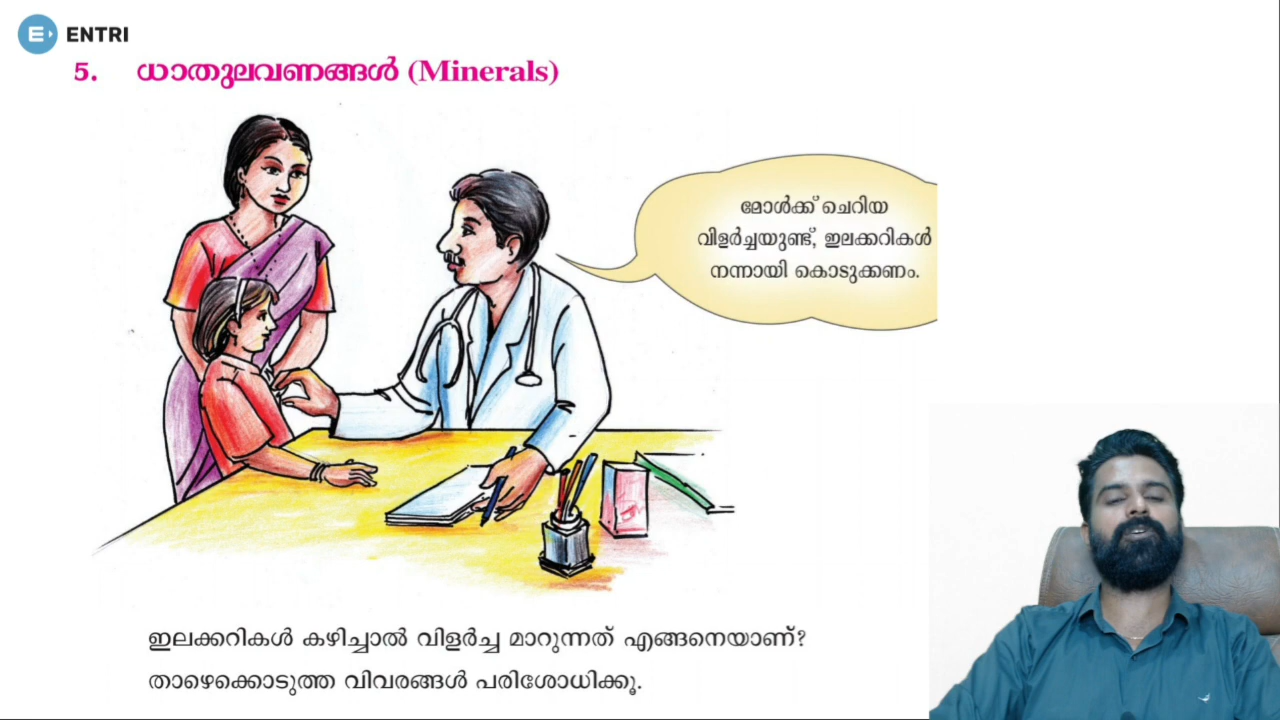 ENTRI
5. ധാതുലവണങ്ങൾ (Minerals)
മോൾക്ക് ചെറിയ
വിളർച്ചയുണ്ട്, ഇലക്കറികൾ
നന്നായി കൊടുക്കണം.
ഇലക്കറികൾ കഴിച്ചാൽ വിളർച്ച മാറുന്നത് എങ്ങനെയാണ്?
താഴെക്കൊടുത്ത വിവരങ്ങൾ പരിശോധിക്കൂ.